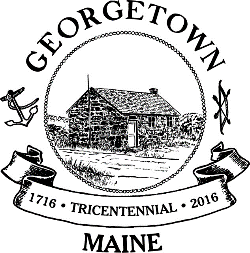 GEORGETOWN
1716 • TRICENTENNIAL • 2016
MAINE